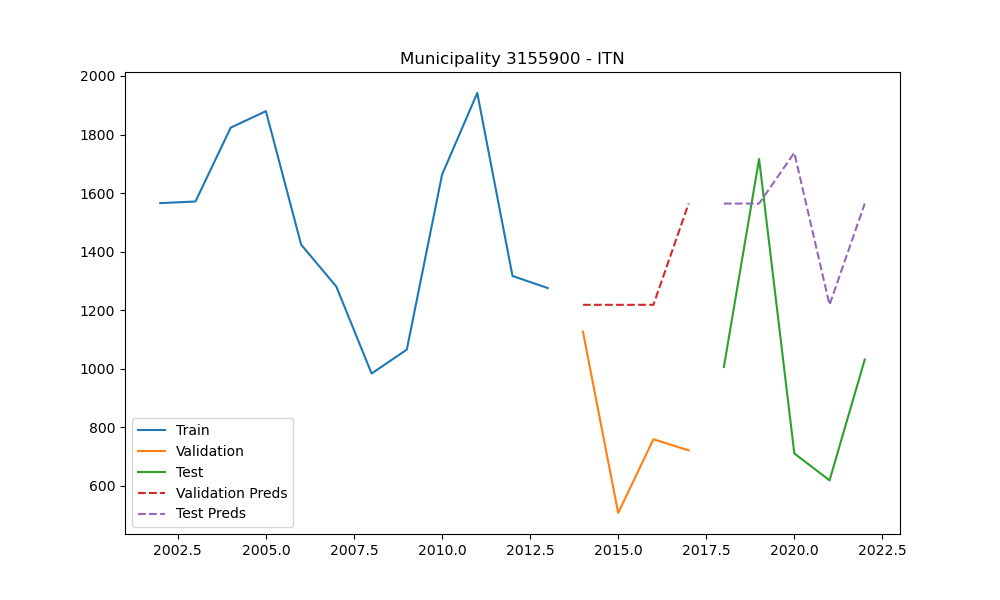 Municipality 3155900 - ITN
2000
1800
1600
1400
1200
1000
800
600
Train
Validation
Test
Validation Preds
Test Preds
2002.5 2005.0 2007.5 2010.0 2012.5 2015.0 2017.5 2020.0 2022.5